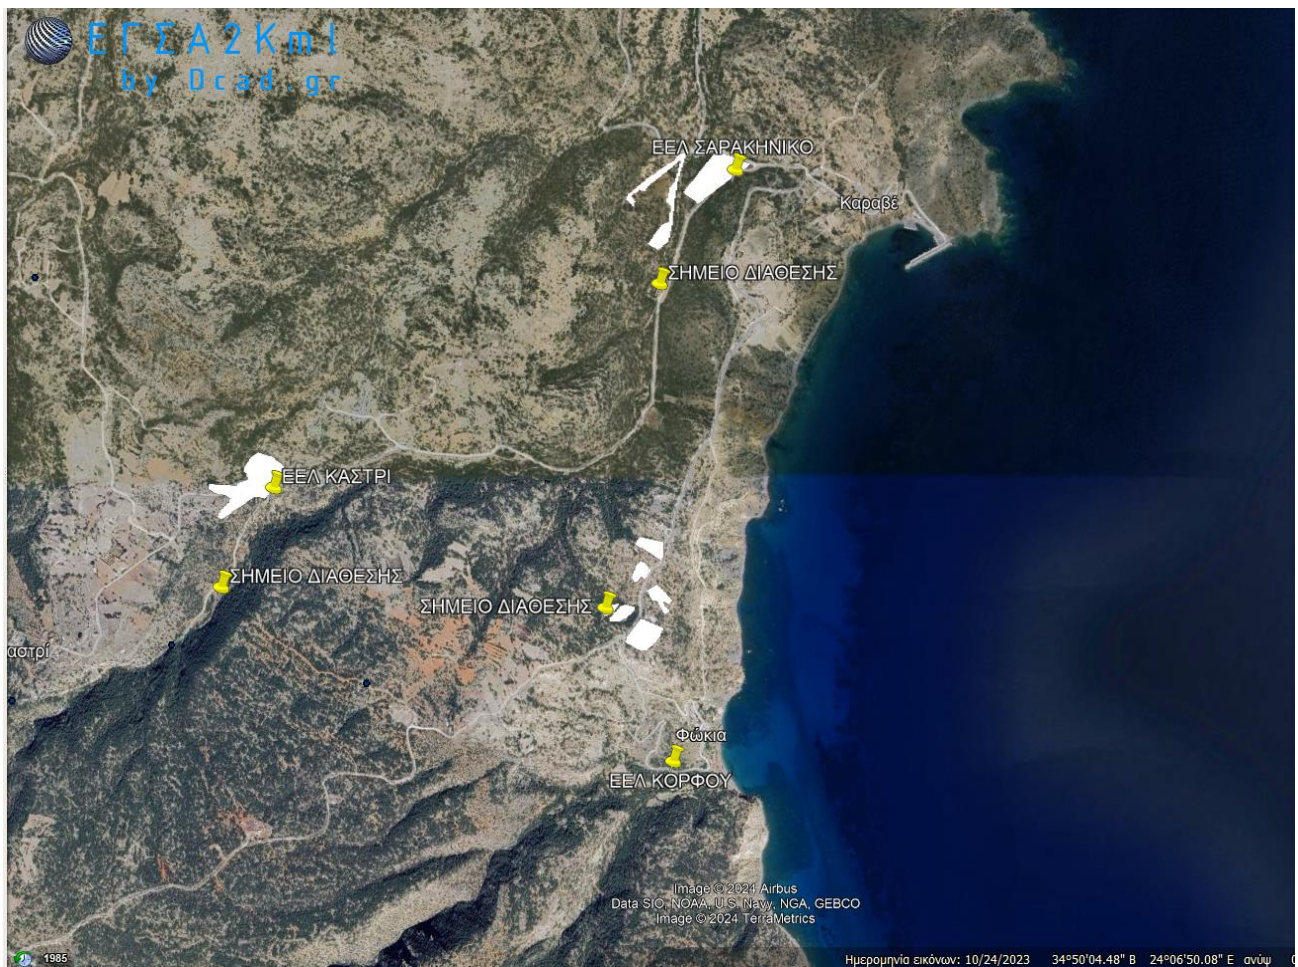 ΕΓΣΑ2Kml
by Dcad.gr
ΕΕΛ ΣΑΡΑΚΗΝΙΚΟ
Καραβέ
ΣΗΜΕΙΟ ΔΙΑΘΕΣΗΣ
ΕΕΛ ΚΑΣΤΡΙ
ΣΗΜΕΙΟ ΔΙΑΘΕΣΗΣ
ΣΗΜΕΙΟ ΔΙΑΘΕΣΗΣ
αστρί
Φώκια
ΕΕΛ ΚΟΡΦΟΥ
Image © 2024 Airbus
Data SIO, NOAA, U.S. Navy, NGA, GEBCO
Image © 2024 TerraMetrics
1985
Ημερομηνία εικόνων: 10/24/2023 34°50'04.48" Β 24°06'50.08" Ε ανύψ 0